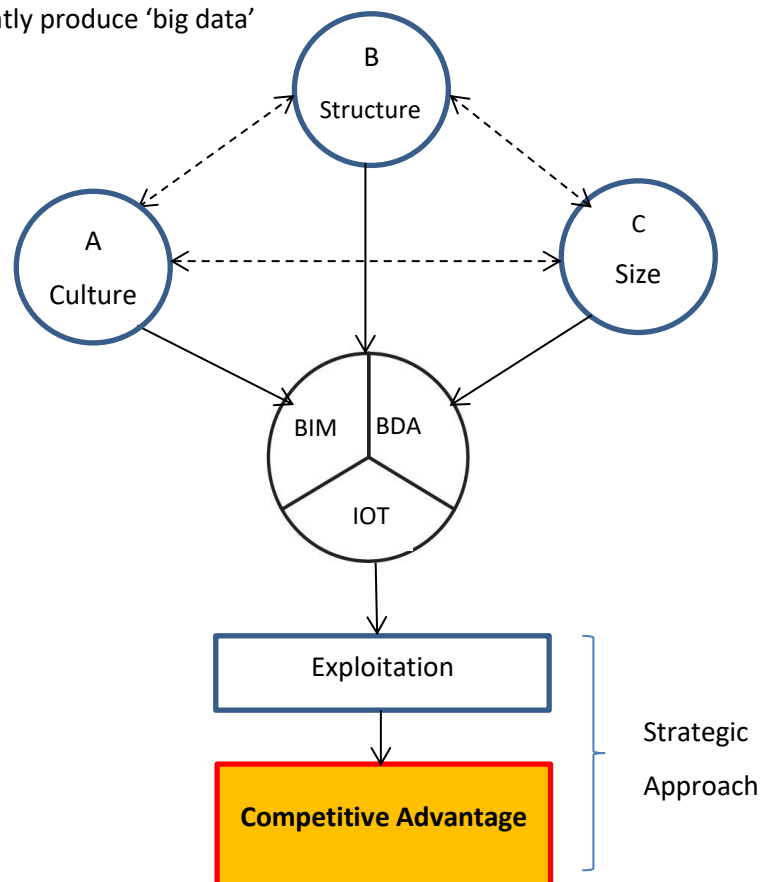 ntly produce ‘big data’
B
Structure
A
Culture
C
Size
BIM
BDA
IOT
Exploitation
Strategic
Approach
Competitive Advantage